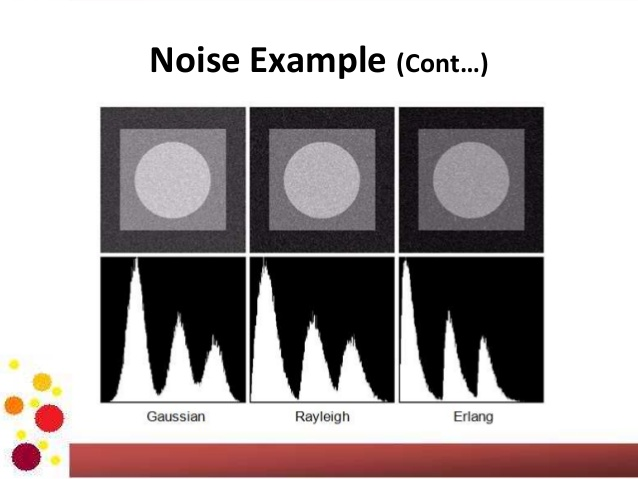 Noise Example (Cont…)
Gaussian Rayleigh Erlang